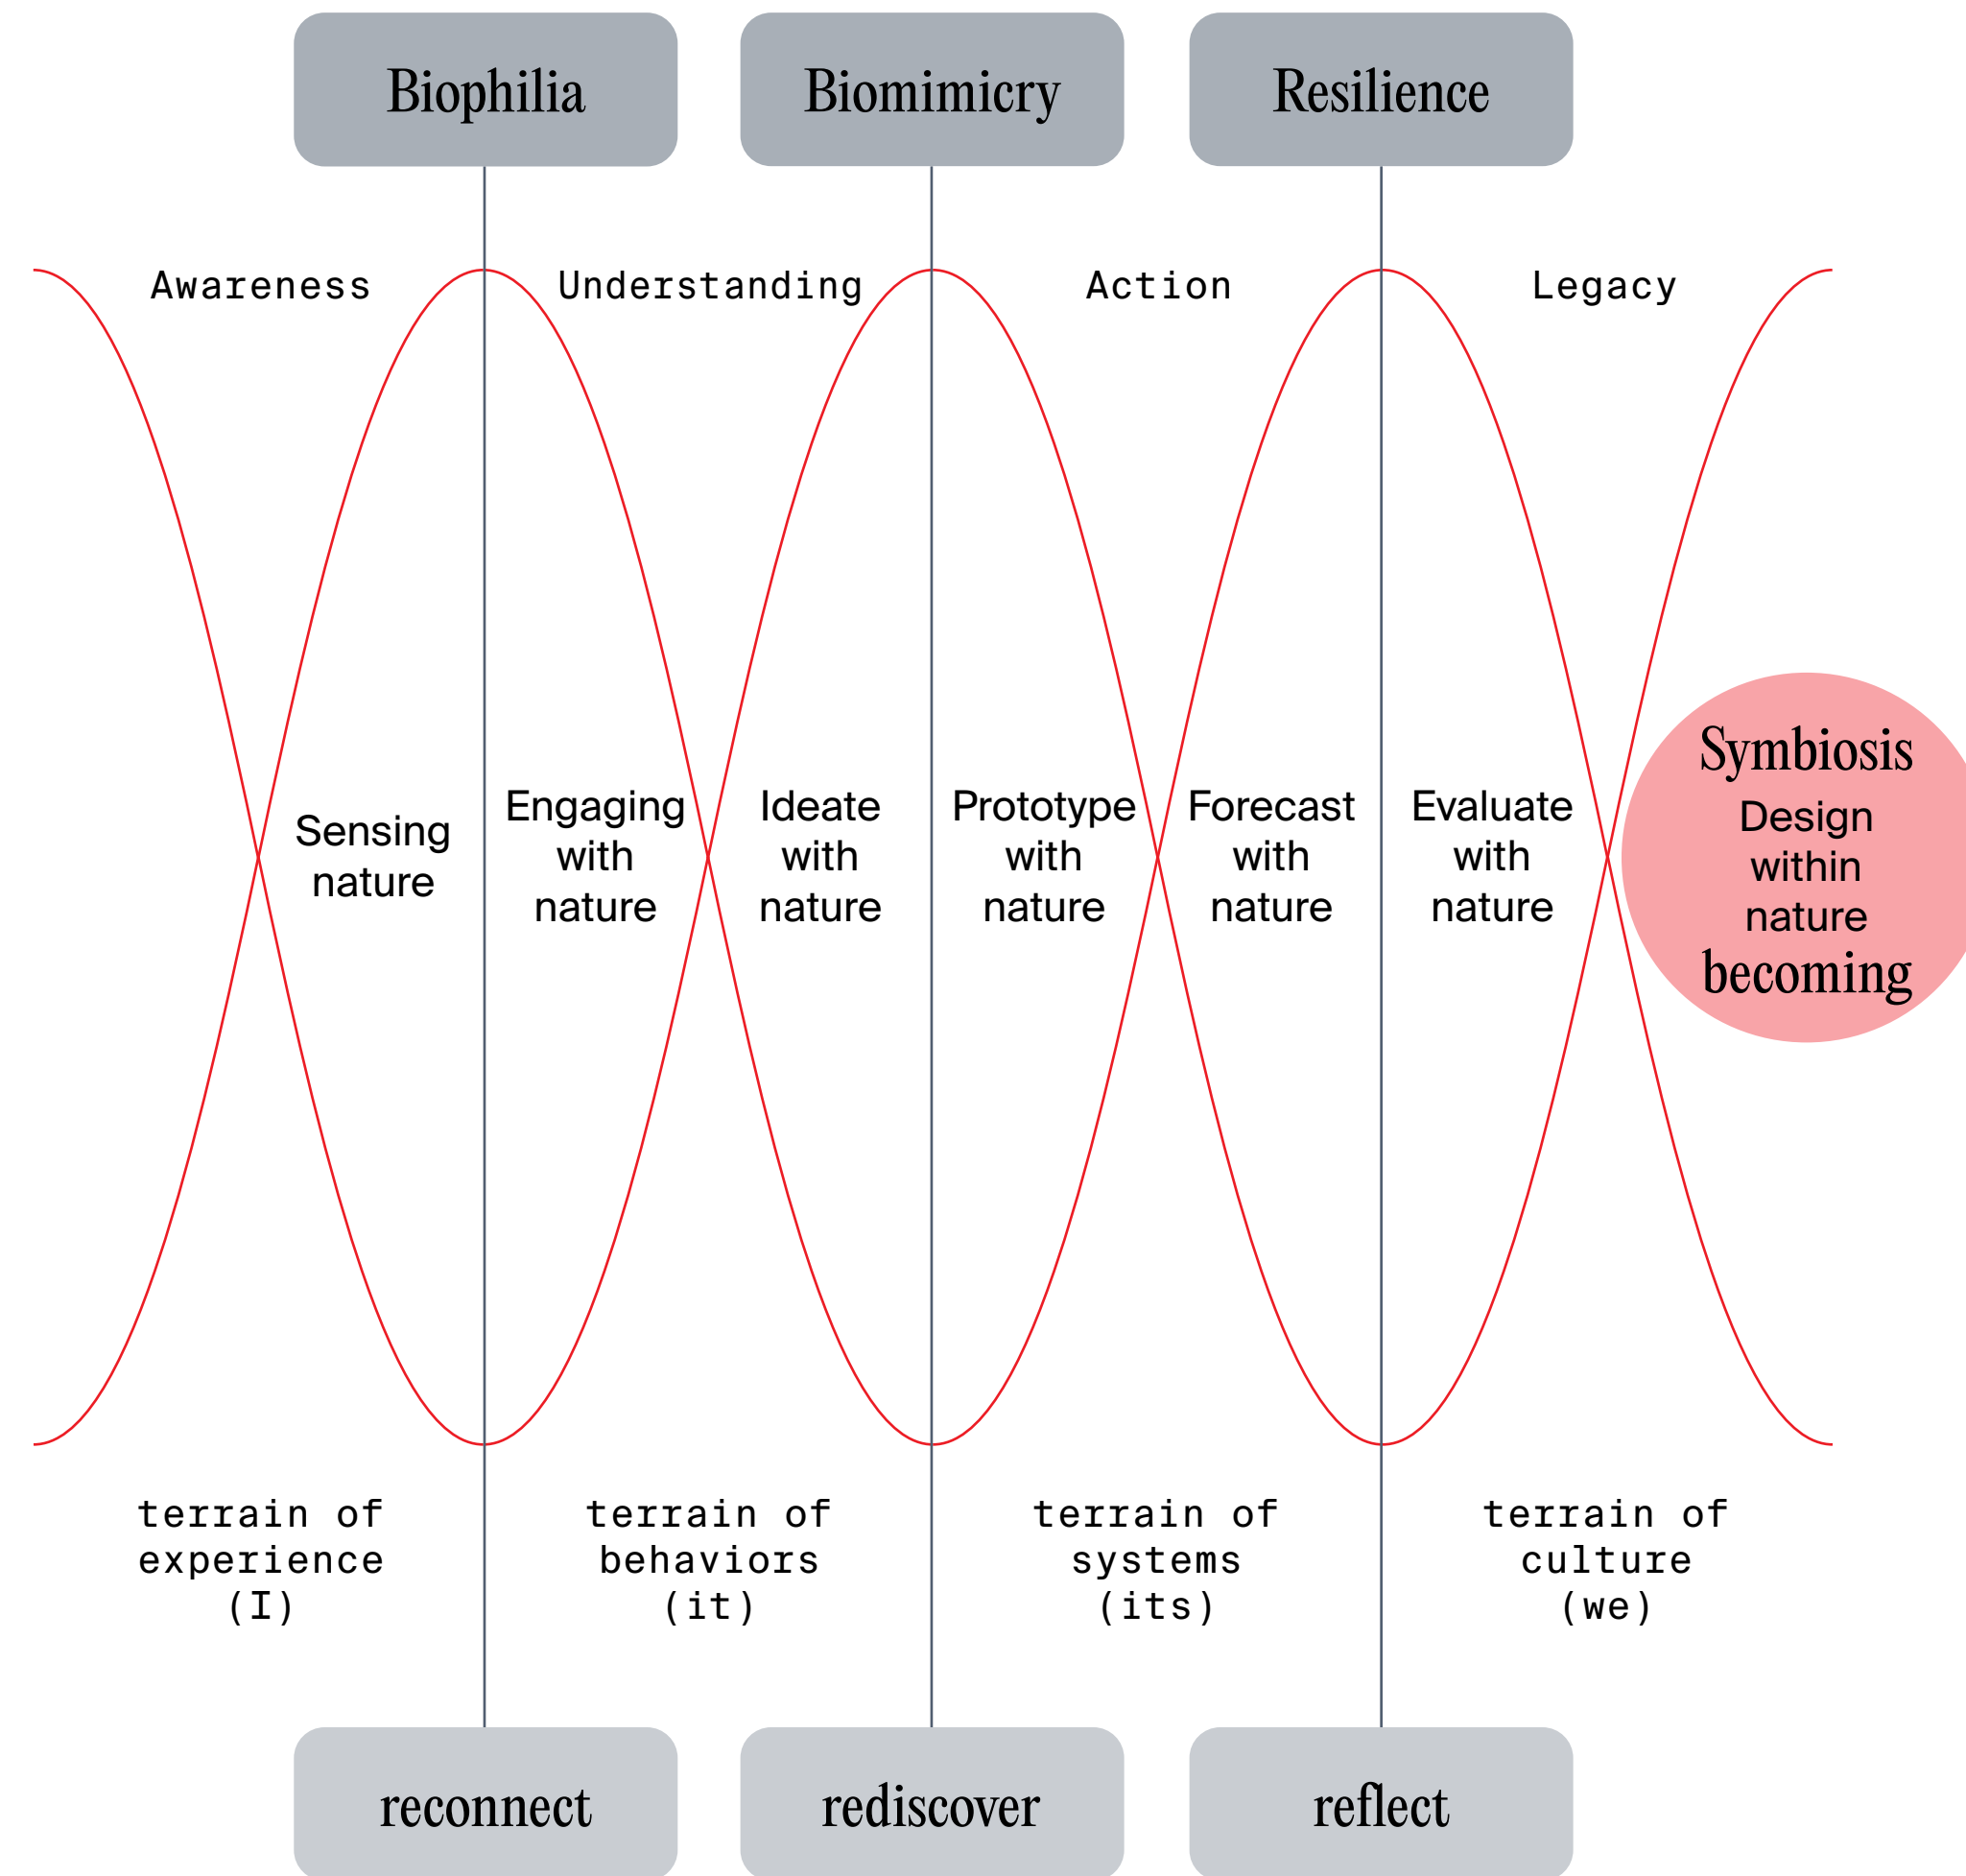 Biophilia
Biomimicry
Resilience
Awareness
Understanding
Action
Legacy
Sensing
nature
Engaging
with
nature
Ideate
with
nature
Prototype
with
nature
Forecast
with
nature
Evaluate
with
nature
Symbiosis
Design
within
nature
becoming
terrain of
experience
(I)
terrain of
behaviors
(it)
terrain of
systems
(its)
terrain of
culture
(we)
reconnect
rediscover
reflect